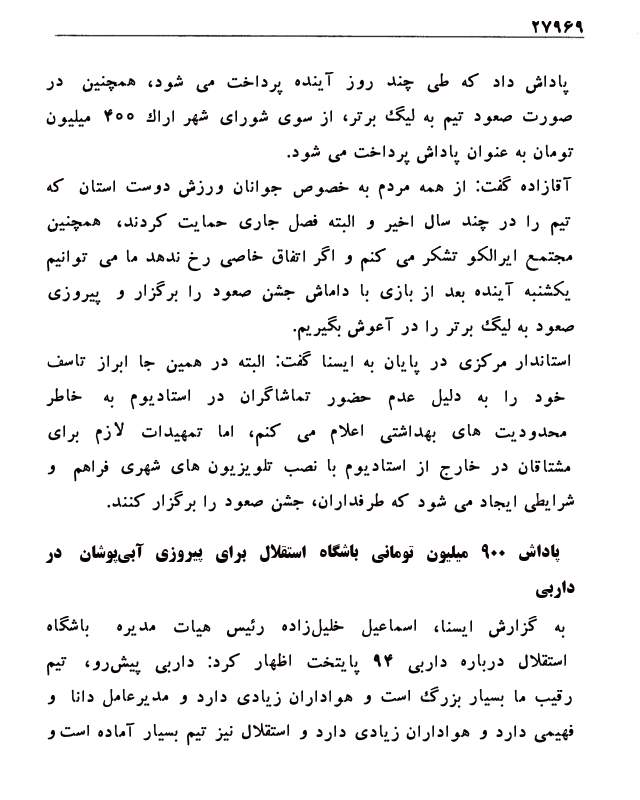 ۲۷۹۶۹
پاداش داد که طی چند روز آینده پرداخت می شود، همچنین در
صورت صعود تیم به لیگ برتر، از سوی شورای شهر اراك ۴۰۰ میلیون
تومان به عنوان پاداش پرداخت می شود.
آقازاده گفت: از همه مردم به خصوص جوانان ورزش دوست استان که
تیم را در چند سال اخیر و البته فصل جاری حمایت کردند، همچنین
مجتمع ایرالکو تشکر می کنم و اگر اتفاق خاصی رخ ندهد ما می توانیم
یکشنبه آینده بعد از بازی با داماش جشن صعود را برگزار و پیروزی
صعود به لیگ برتر را در آعوش بگیریم.
استاندار مرکزی در پایان به ایسنا گفت: البته در همین جا ابراز تاسف
خود را به دلیل عدم حضور تماشاگران در استادیوم به خاطر
محدودیت های بهداشتی اعلام می کنم، اما تمهیدات لازم برای
مشتاقان در خارج از استادیوم با نصب تلویزیون های شهری فراهم و
شرایطی ایجاد می شود که طرفداران، جشن صعود را برگزار کنند.
پاداش ۹۰۰ میلیون تومانی باشگاه استقلال برای پیروزی آبی‌پوشان در
داربی
به گزارش ایسنا، اسماعیل خلیل‌زاده رئیس هیات مدیره باشگاه
استقلال درباره داربی ۹۴ پایتخت اظهار کرد: داربی پیش‌رو، تیم
رقیب ما بسیار بزرگ است و هواداران زیادی دارد و مدیرعامل دانا و
فهیمی دارد و هواداران زیادی دارد و استقلال نیز تیم بسیار آماده است و